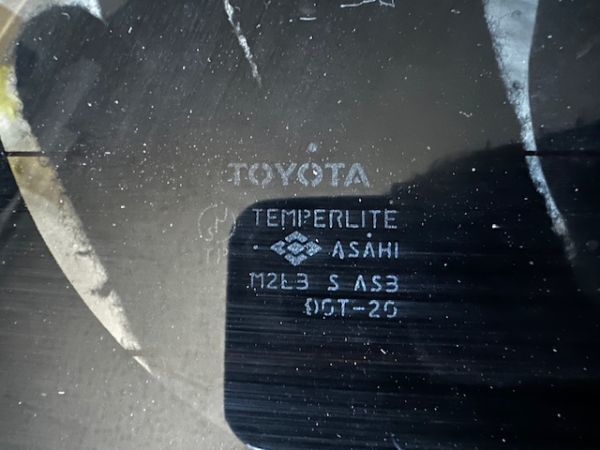 TOYOTA
TEMPERLITE
ASAHI
M2L3 S AS3
DOT-20